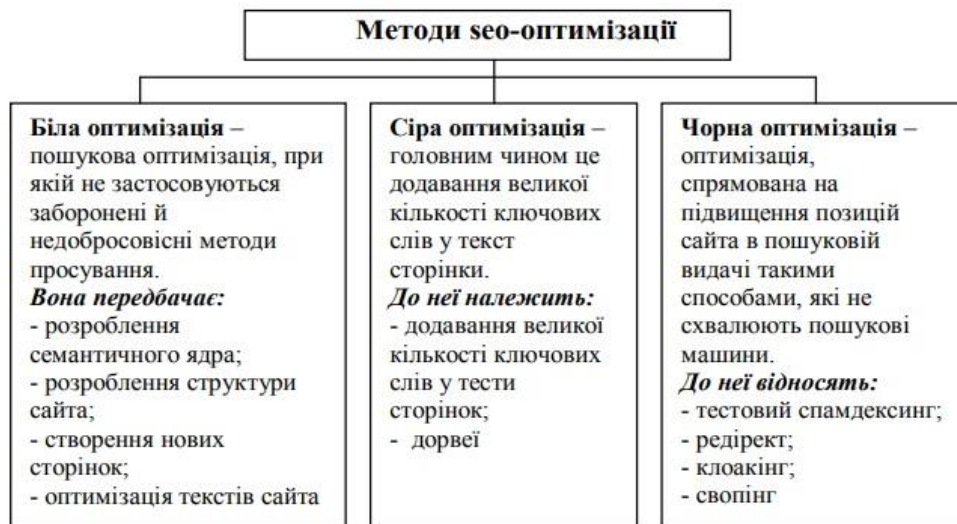 Методи seo-оптимізації
Біла оптимізація –
пошукова оптимізація, при
якій не застосовуються
заборонені й
недобросовісні методи
просування.
Вона передбачає:
- розроблення
семантичного ядра;
- розроблення структури
сайта;
- створення нових
сторінок;
- оптимізація текстів сайта
Сіра оптимізація –
головним чином це
додавання великої
кількості ключових
слів у текст
сторінки.
До неї належить:
- додавання великої
кількості ключових
слів у тести
сторінок;
- дорвеї
Чорна оптимізація –
оптимізація,
спрямована на
підвищення позицій
сайта в пошуковій
видачі такими
способами, які не
схвалюють пошукові
машини.
До неї відносять:
- тестовий спамдексинг;
- редірект;
- клоакінг;
- свопінг